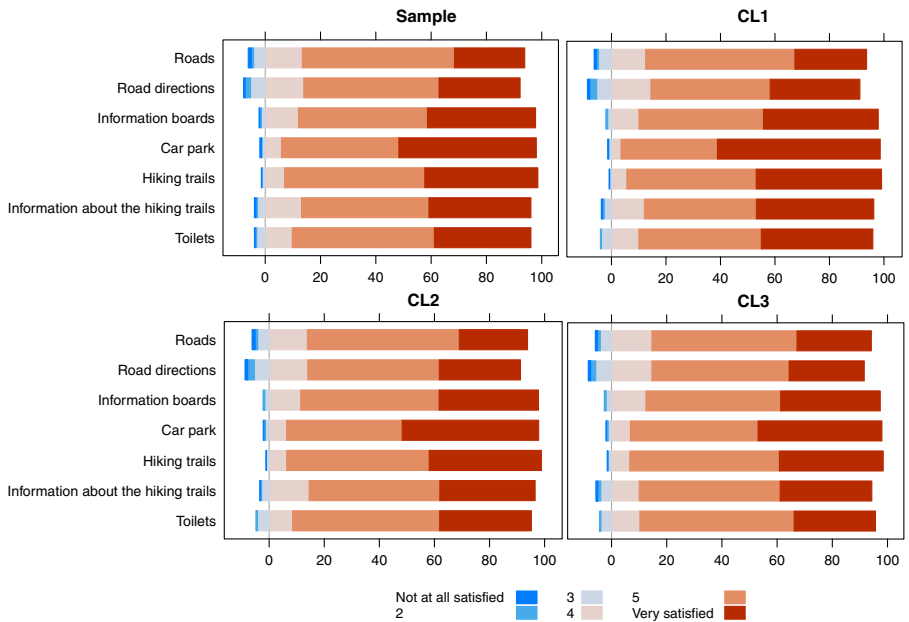 Sample
CL1
Roads
Road directions
Information boards
Car park
Hiking trails
Information about the hiking trails
Toilets
0 20 40 60 80 100
0 20 40 60 80 100
CL2
CL3
Roads
Road directions
Information boards
Car park
Hiking trails
Information about the hiking trails
Toilets
0 20 40 60 80 100
0 20 40 60 80 100
Not at all satisfied 3 5
2 4 Very satisfied